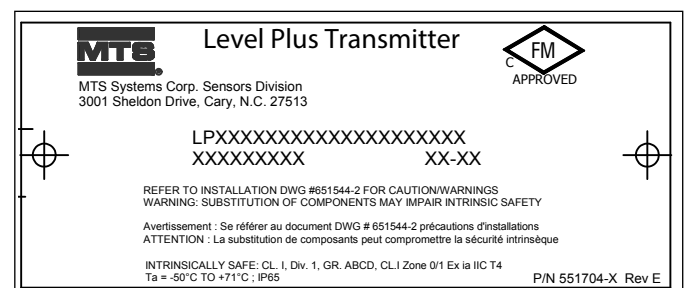 MTS
Level Plus Transmitter
FM
C
APPROVED
MTS Systems Corp. Sensors Division
3001 Sheldon Drive, Cary, N.C. 27513
LPXXXXXXXXXXXXXXXXXXXX
XXXXXXXXX XX-XX
REFER TO INSTALLATION DWG #651544-2 FOR CAUTION/WARNINGS
WARNING: SUBSTITUTION OF COMPONENTS MAY IMPAIR INTRINSIC SAFETY
Avertissement : Se référer au document DWG # 651544-2 précautions d'installations
ATTENTION : La substitution de composants peut compromettre la sécurité intrinsèque
INTRINSICALLY SAFE: CL. I, Div. 1, GR. ABCD, CL.I Zone 0/1 Ex ia IIC T4
Ta = -50°C TO +71°C ; IP65
P/N 551704-X Rev E